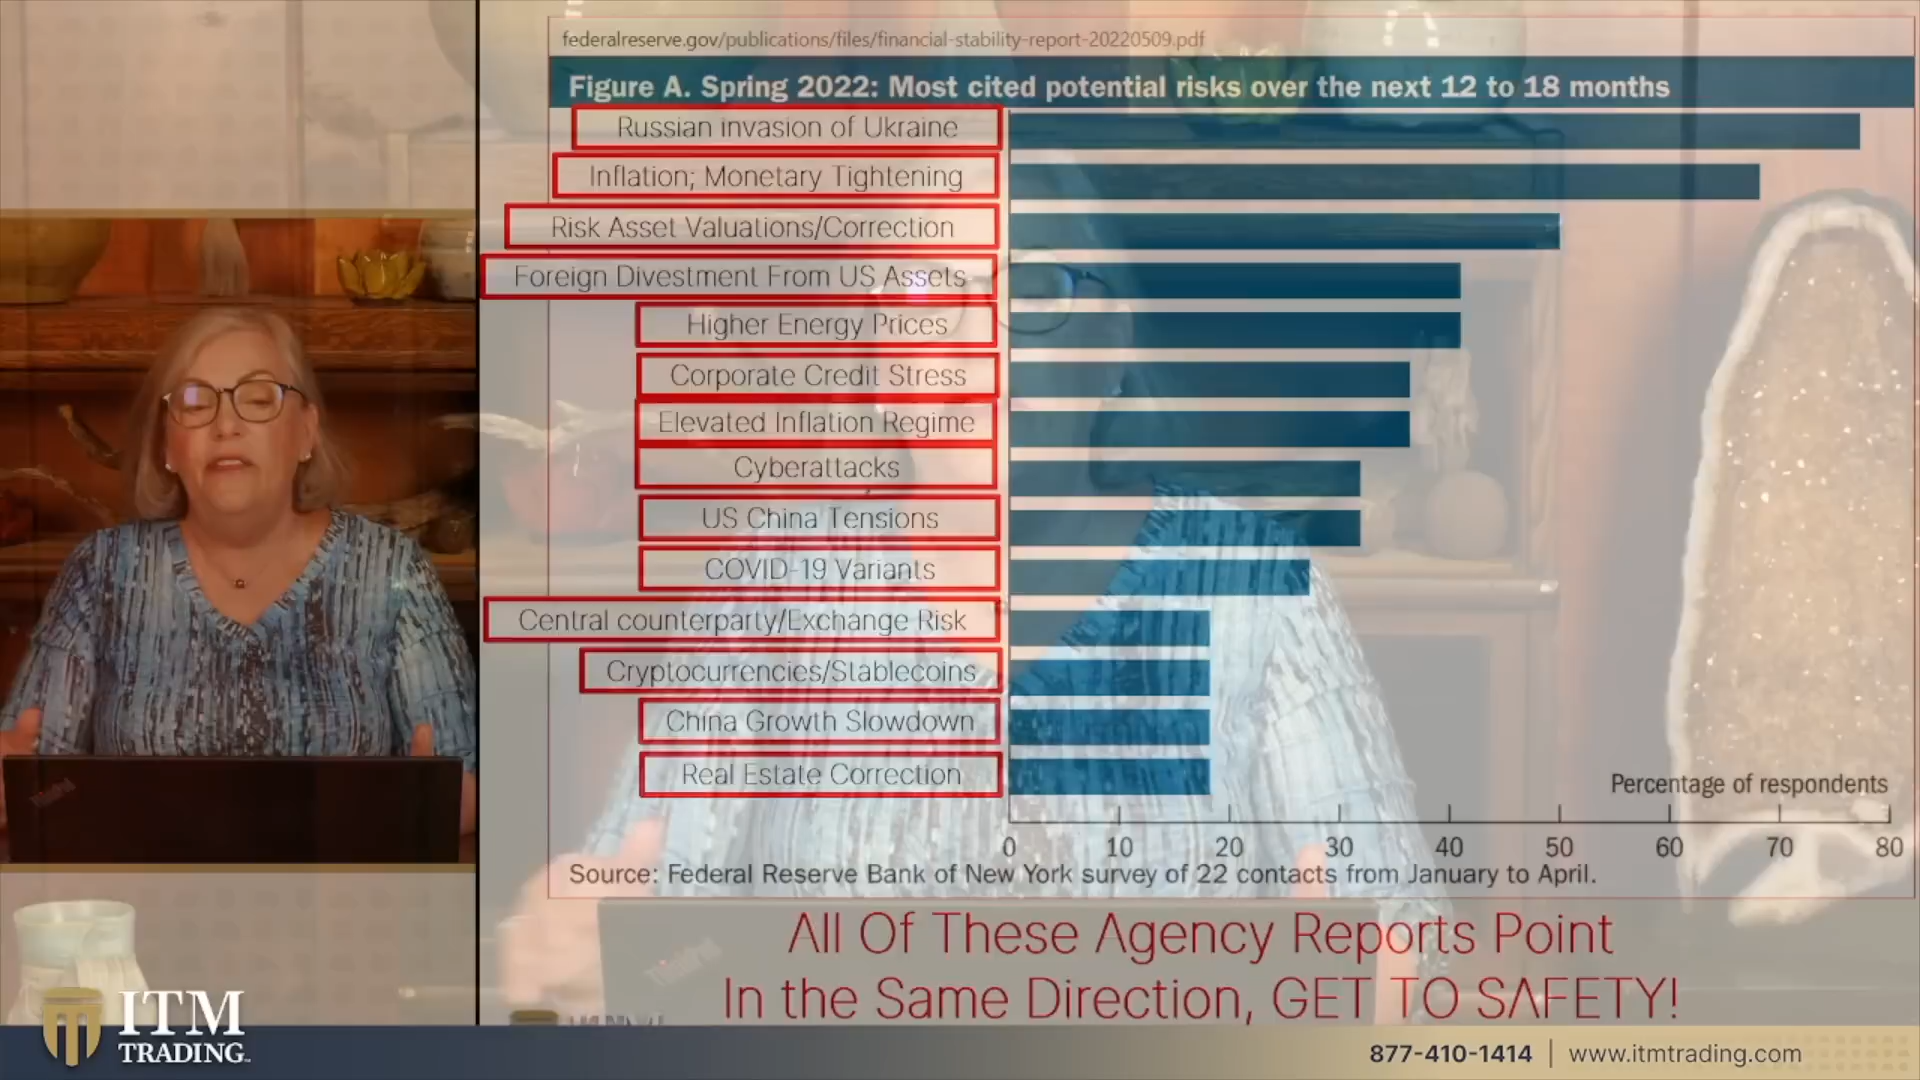 federalreserve.gov/publications/files/financial-stability-report-20220509.pdf
Figure A. Spring 2022: Most cited potential risks over the next 12 to 18 months
Russian invasion of Ukraine
Inflation; Monetary Tightening
Risk Asset Valuations/Correction
Foreign Divestment From US Assets
Higher Energy Prices
Corporate Credit Stress
Elevated Inflation Regime
Cyberattacks
US China Tensions
COVID-19 Variants
Central counterparty/Exchange Risk
Cryptocurrencies/Stablecoins
China Growth Slowdown
Real Estate Correction
Percentage of respondents
0 10 20 30 40 50 60 70 80
Source: Federal Reserve Bank of New York survey of 22 contacts from January to April.
All Of These Agency Reports Point
In the Same Direction, GET TO SAFETY!
ThinkPad
ITM
TRADING
877-410-1414 | www.itmtrading.com